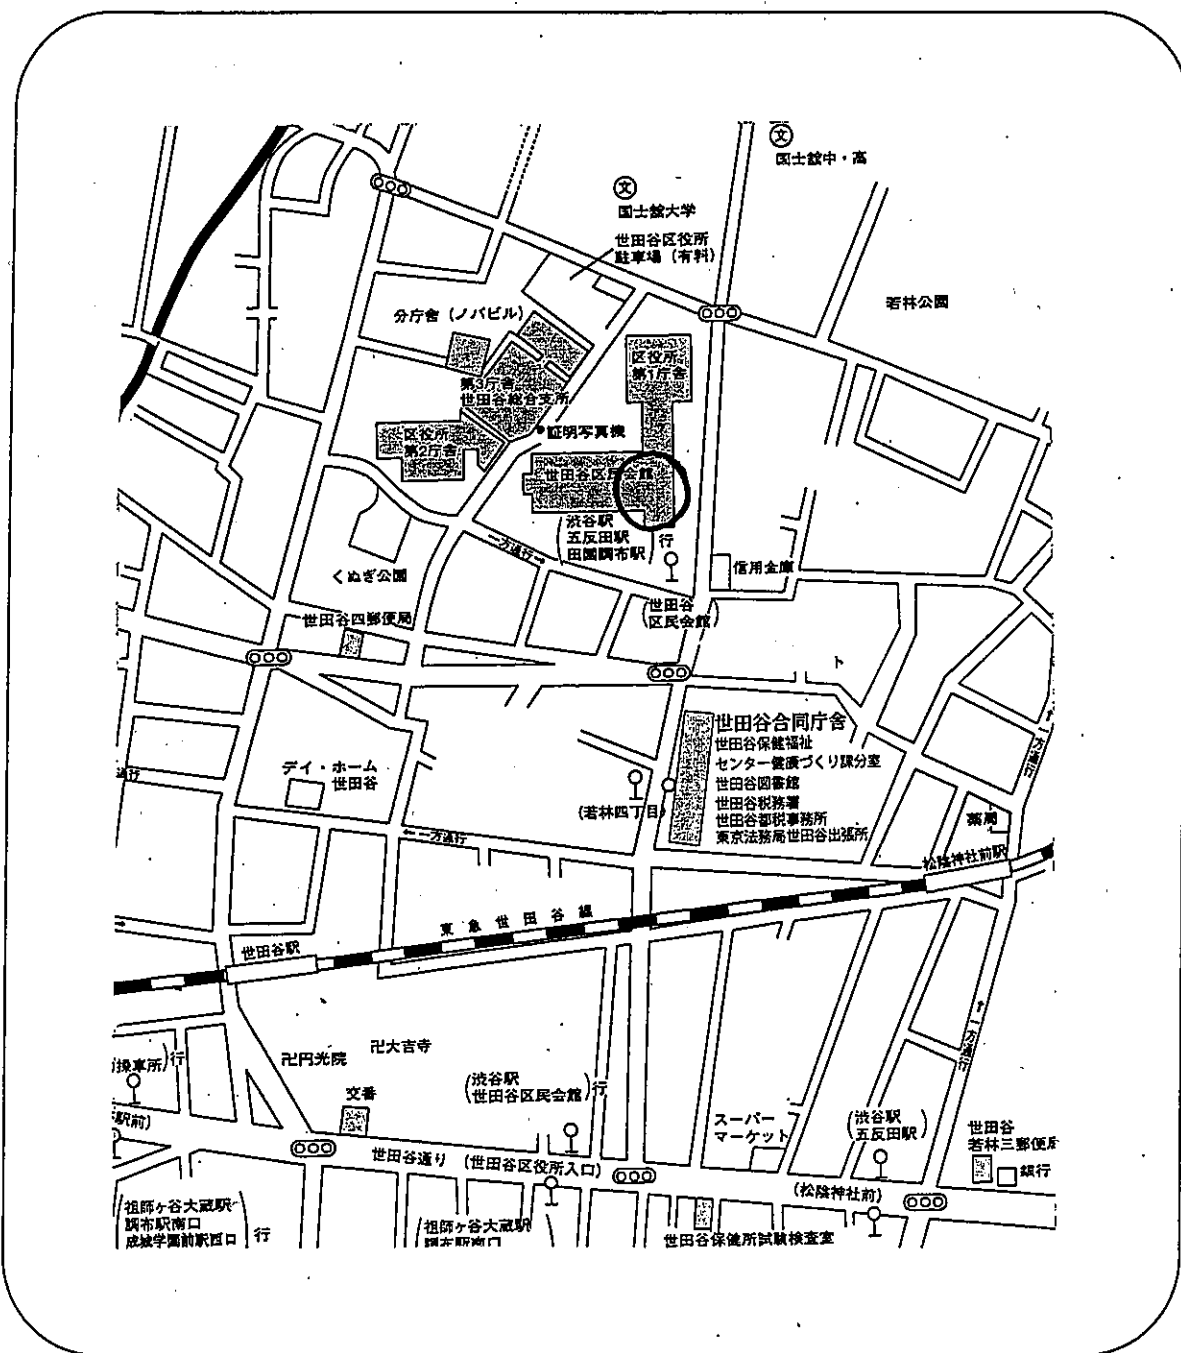 国士舘中・高
国士舘大学
世田谷区役所
駐車場（有料）
若林公園
分庁舎（ノバビル）
区役所
第1庁舎
第3庁舎
世田谷総合支所
証明写真機
区役所
第2庁舎
世田谷区民会館
渋谷駅
五反田駅
田園調布駅
行
一方通行→
信用金庫
くぬぎ公園
（世田谷
区民会館）
世田谷四郵便局
ト
世田谷合同庁舎
世田谷保健福祉
センター健康づくり課分室
世田谷図書館
世田谷税務署
世田谷都税事務所
東京法務局世田谷出張所
←一方通行
デイ・ホーム
世田谷
（若林四丁目）
薬局
←一方通行
松陰神社前駅
東急世田谷線
世田谷駅
←一方通行
卍円光院
卍大吉寺
操車所）行
交番
（渋谷駅
世田谷区民会館）行
スーパー
マーケット
（渋谷駅
五反田駅）
世田谷
若林三郵便局
銀行
駅前）
世田谷通り
（世田谷区役所入口）
（松陰神社前）
祖師ヶ谷大蔵駅
調布駅南口
成城学園前駅西口
行
祖師ヶ谷大蔵駅
調布駅南口
世田谷保健所試験検査室